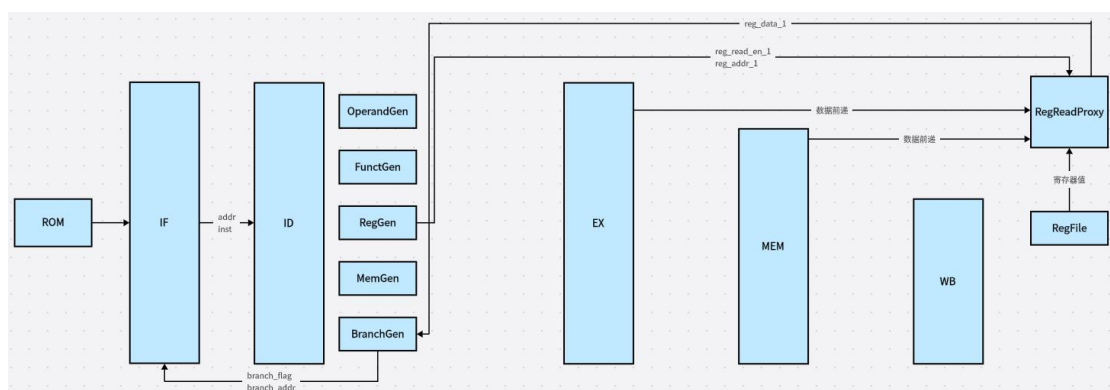 reg_data_1
reg_read_en_1
reg_addr_1
OperandGen
EX
数据前递
RegReadProxy
数据前递
FunctGen
寄存器值
ROM
IF
addr
inst
ID
RegGen
RegFile
MEM
MemGen
WB
BranchGen
branch_flag
branch_addr